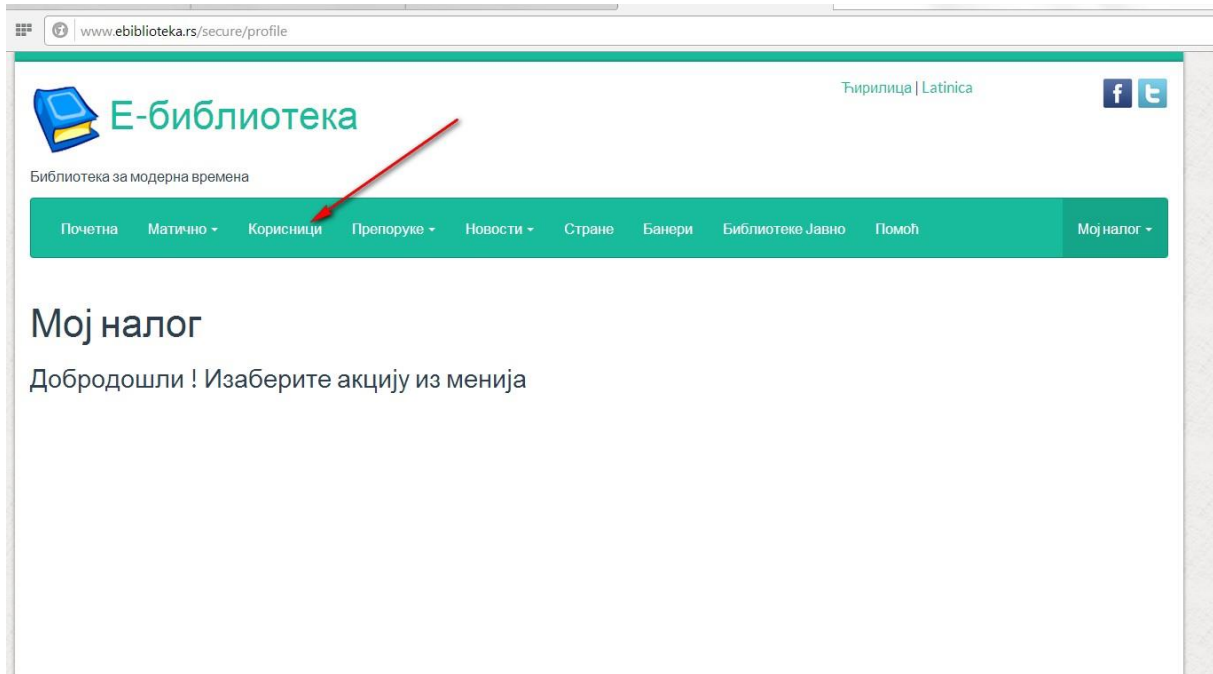 www.ebiblioteka.rs/secure/profile
Ћирилица | Latinica
Е-библиотека
Библиотека за модерна времена
Почетна Матично Корисници Препоруке Новости Стране Банери Библиотеке Јавно Помоћ Мој налог
Мој налог
Добродошли ! Изаберите акцију из менија